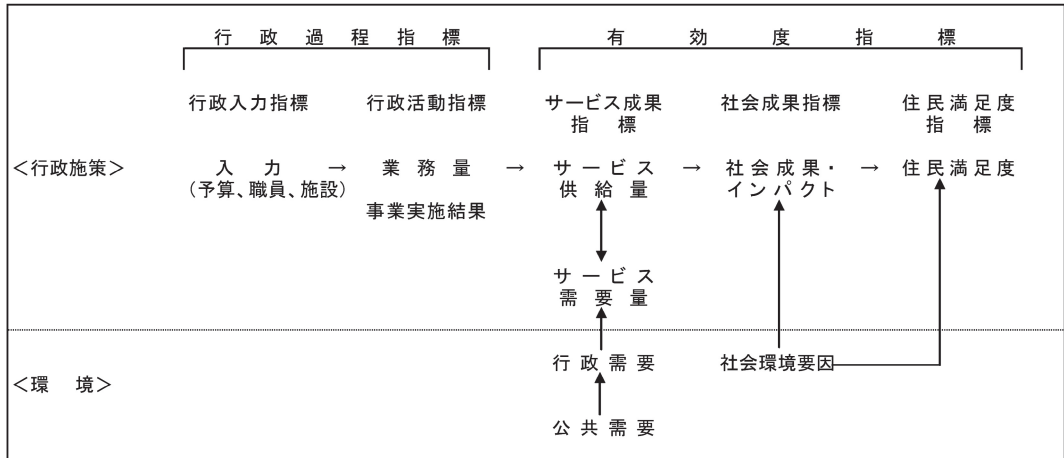 行政過程指標 有効度指標
行政入力指標 行政活動指標 サービス成果 社会成果指標 住民満足度
指標 指標
<行政施策> 入力 → 業務量 → サービス → 社会成果・ → 住民満足度
(予算、職員、施設) 供給量 インパクト
事業実施結果
サービス
需要量
行政需要 社会環境要因
<環境>
公共需要